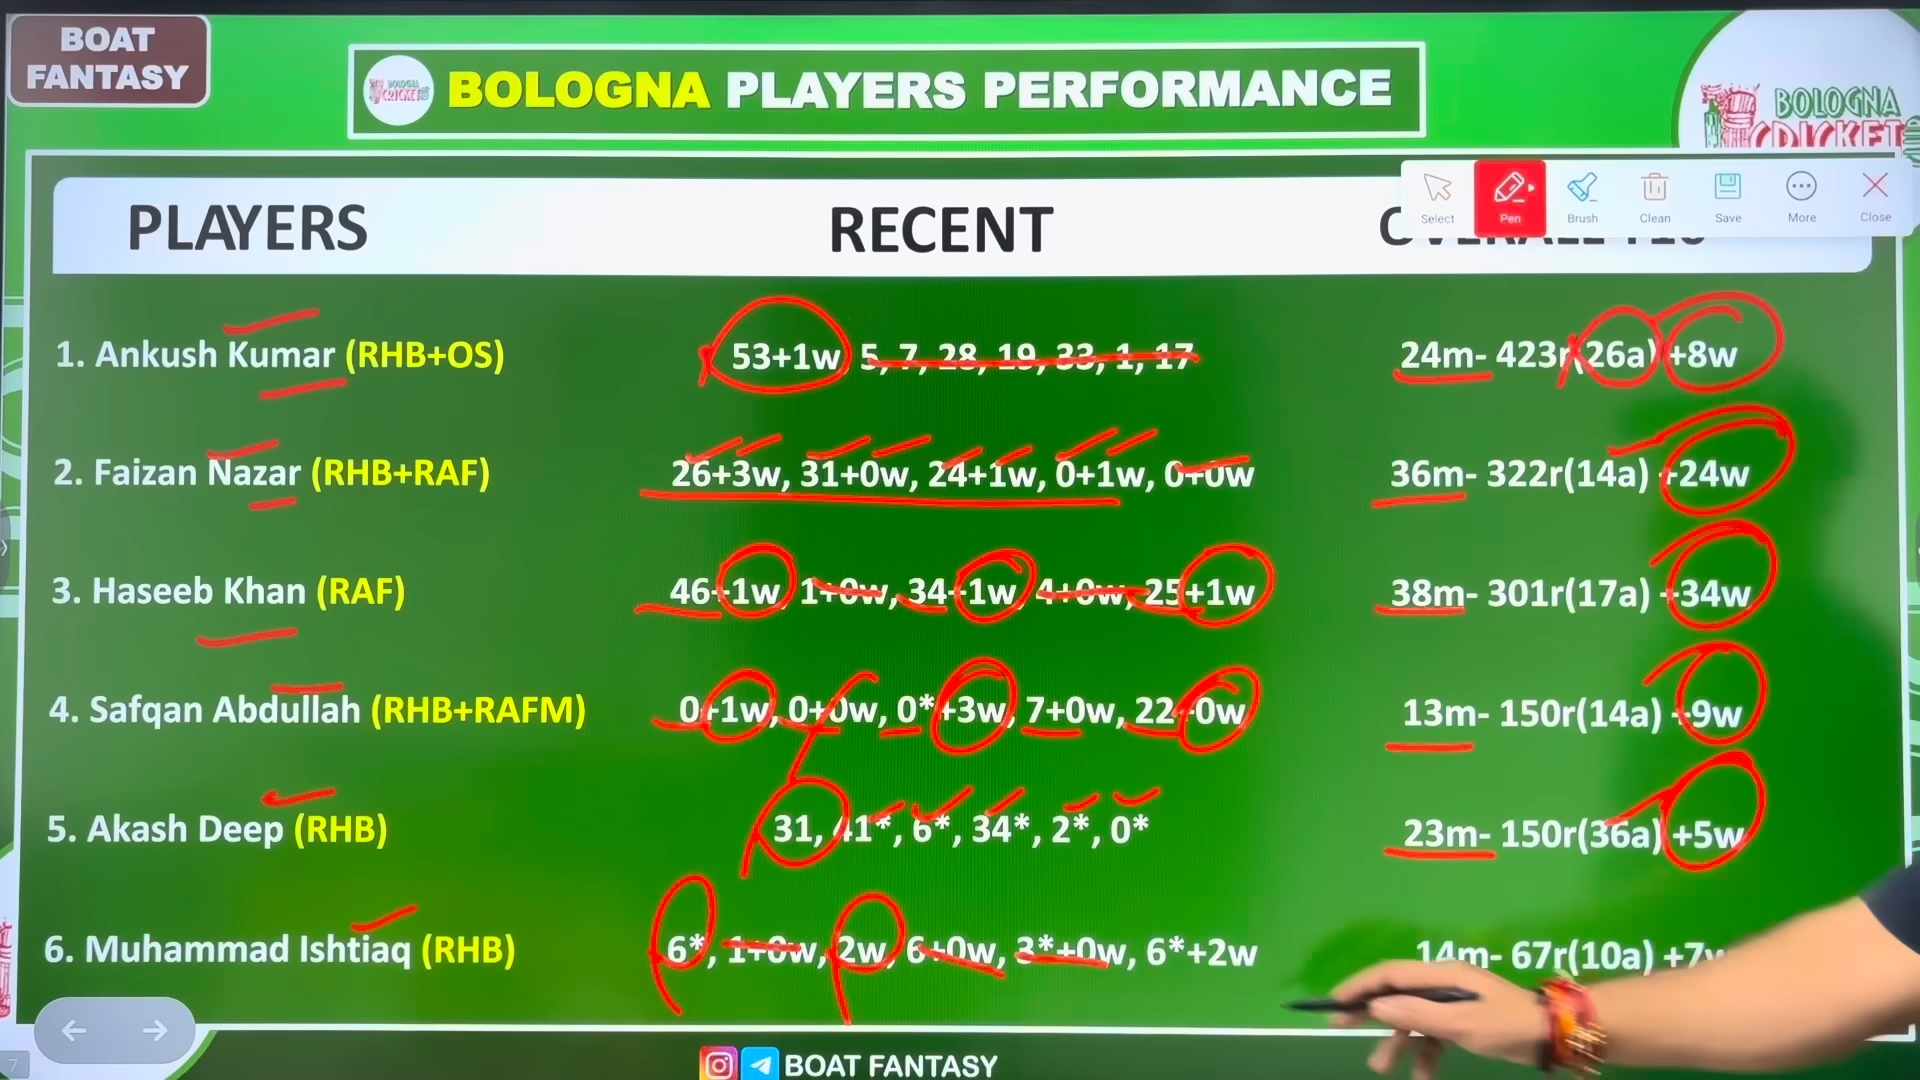 BOAT
FANTASY
BOLOGNA PLAYERS PERFORMANCE
BOLOGNA
CRICKET
Select Pen Brush Clean Save More Close
PLAYERS RECENT
1. Ankush Kumar (RHB+OS) 53+1w, 5, 7, 28, 19, 33, 1, 17 24m- 423r(26a) +8w
2. Faizan Nazar (RHB+RAF) 26+3w, 31+0w, 24+1w, 0+1w, 0+0w 36m- 322r(14a) +24w
3. Haseeb Khan (RAF) 46+1w, 1+0w, 34+1w, 4+0w, 25+1w 38m- 301r(17a) +34w
4. Safqan Abdullah (RHB+RAFM) 0+1w, 0+0w, 0*+3w, 7+0w, 22+0w 13m- 150r(14a) +9w
5. Akash Deep (RHB) 31, 41*, 6*, 34*, 2*, 0* 23m- 150r(36a) +5w
6. Muhammad Ishtiaq (RHB) 6*, 1+0w, 2w, 6+0w, 3*+0w, 6*+2w 14m- 67r(10a) +7w
7
BOAT FANTASY